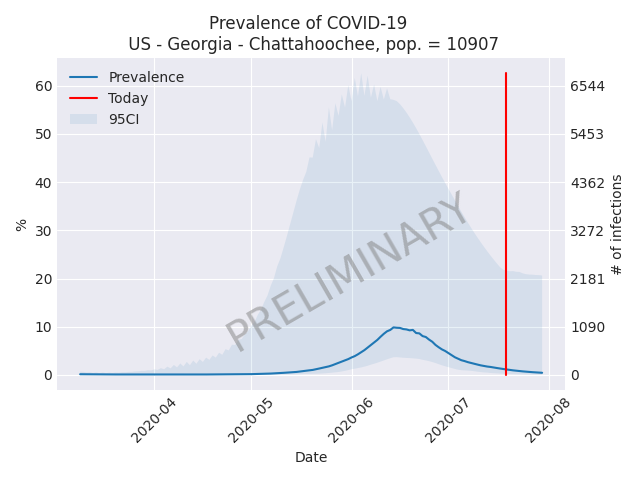 Prevalence of COVID-19
US - Georgia - Chattahoochee, pop. = 10907
Prevalence
Today
95CI
60
50
40
30
20
10
0
%
6544
5453
4362
3272
2181
1090
0
# of infections
PRELIMINARY
2020-04
2020-05
2020-06
2020-07
2020-08
Date